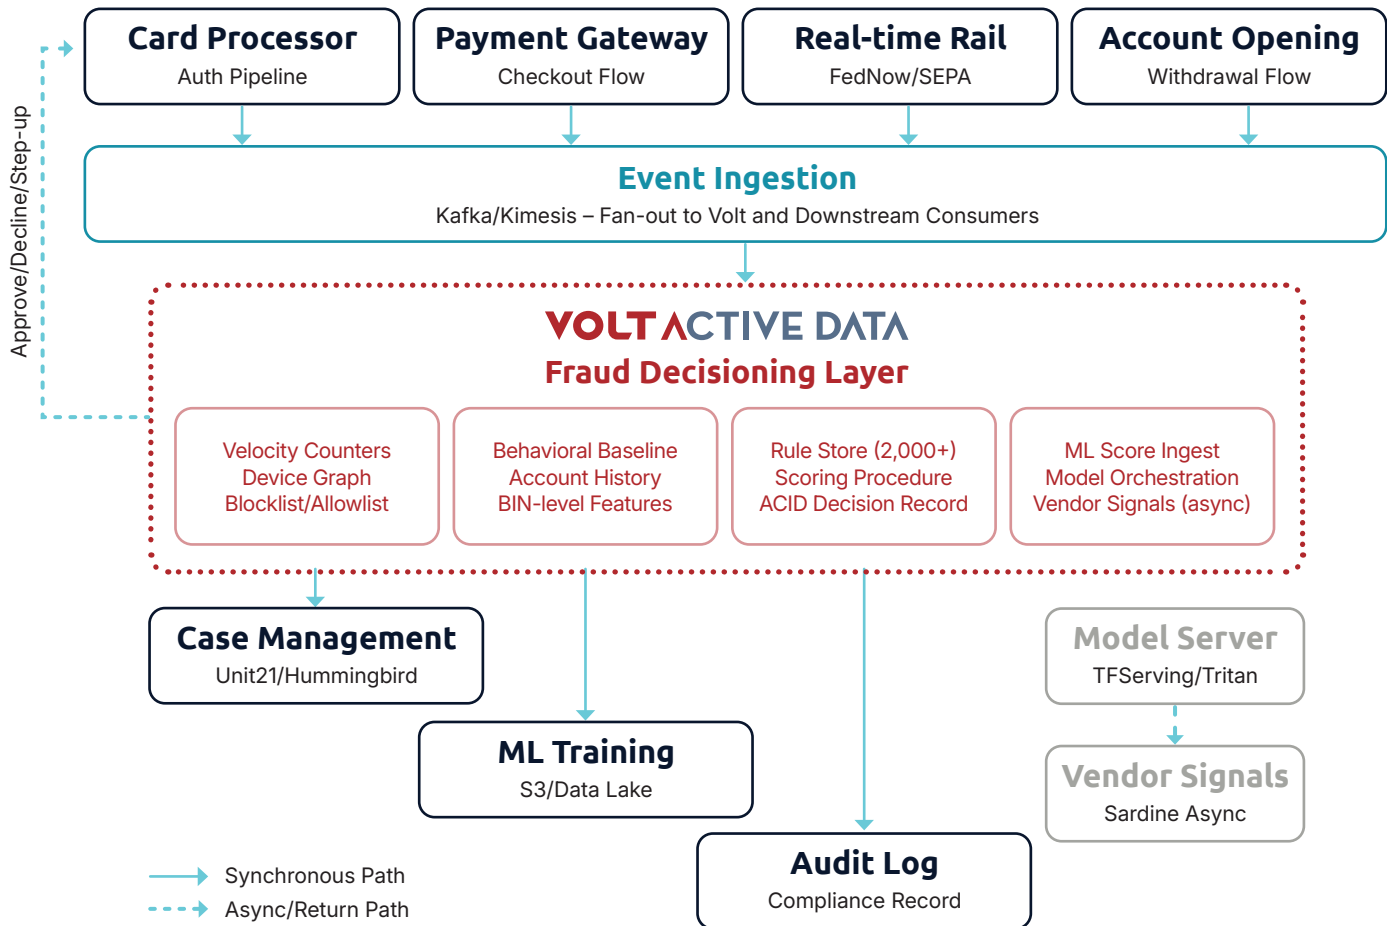 Card Processor
Auth Pipeline
Payment Gateway
Checkout Flow
Real-time Rail
FedNow/SEPA
Account Opening
Withdrawal Flow
Approve/Decline/Step-up
Event Ingestion
Kafka/Kimesis – Fan-out to Volt and Downstream Consumers
VOLT ACTIVE DATA
Fraud Decisioning Layer
Velocity Counters
Device Graph
Blocklist/Allowlist
Behavioral Baseline
Account History
BIN-level Features
Rule Store (2,000+)
Scoring Procedure
ACID Decision Record
ML Score Ingest
Model Orchestration
Vendor Signals (async)
Case Management
Unit21/Hummingbird
Model Server
TFServing/Tritan
ML Training
S3/Data Lake
Vendor Signals
Sardine Async
Audit Log
Compliance Record
Synchronous Path
Async/Return Path